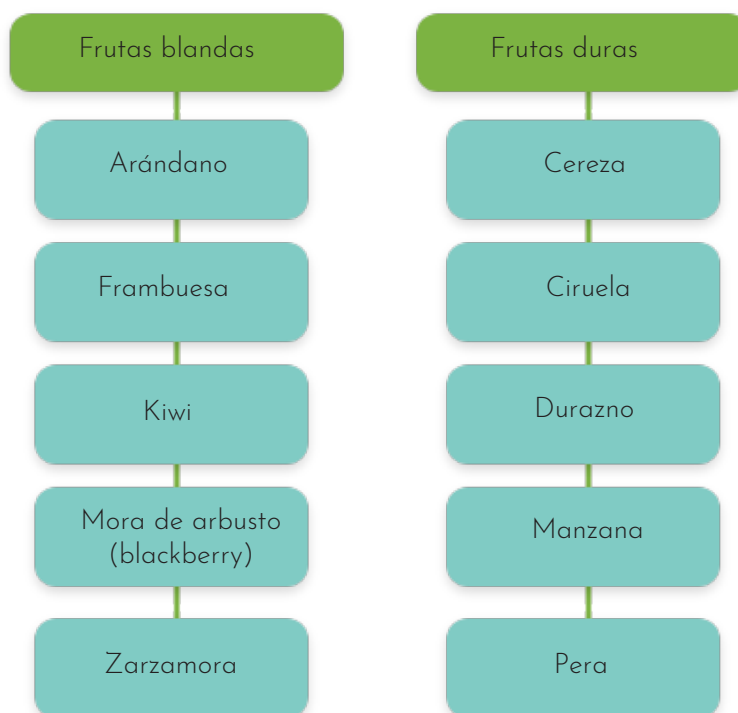 Frutas blandas
Arándano
Frambuesa
Kiwi
Mora de arbusto
(blackberry)
Zarzamora
Frutas duras
Cereza
Ciruela
Durazno
Manzana
Pera